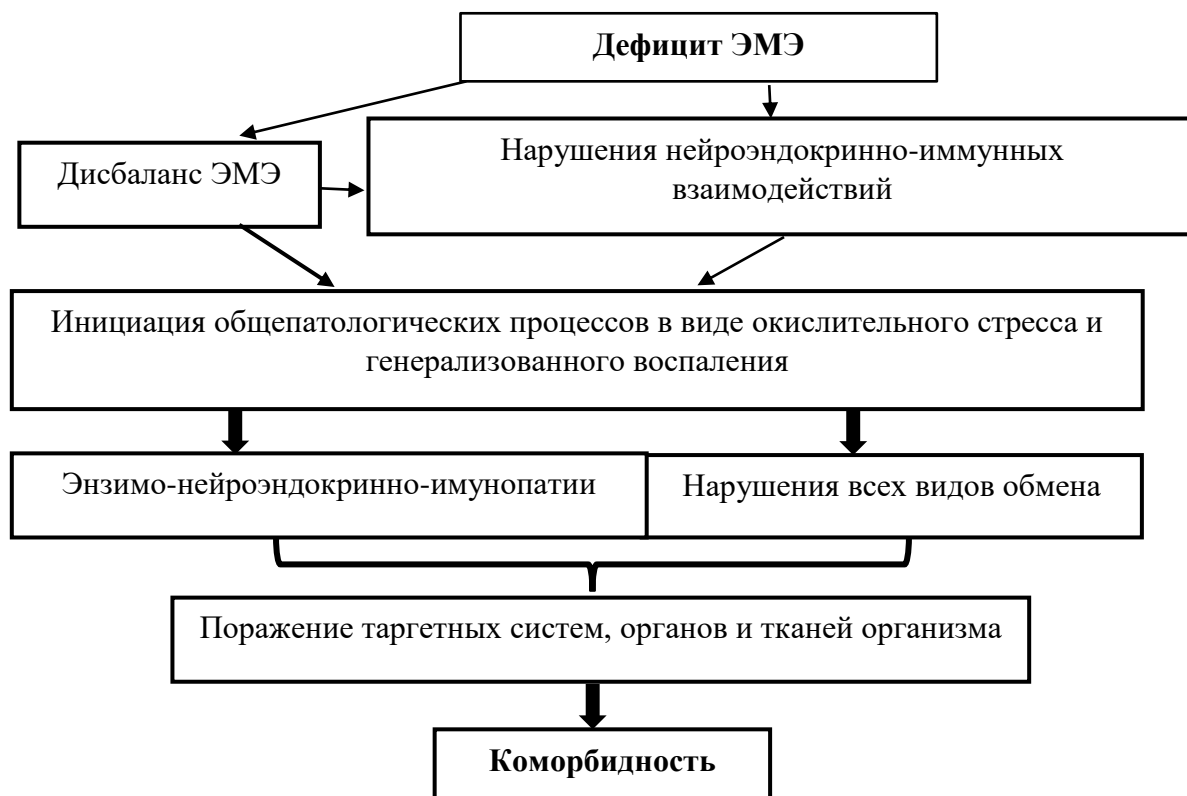 Дефицит ЭМЭ
Дисбаланс ЭМЭ
Нарушения нейроэндокринно-иммунных
взаимодействий
Инициация общепатологических процессов в виде окислительного стресса и
генерализованного воспаления
Энзимо-нейроэндокринно-имунопатии
Нарушения всех видов обмена
Поражение таргетных систем, органов и тканей организма
Коморбидность